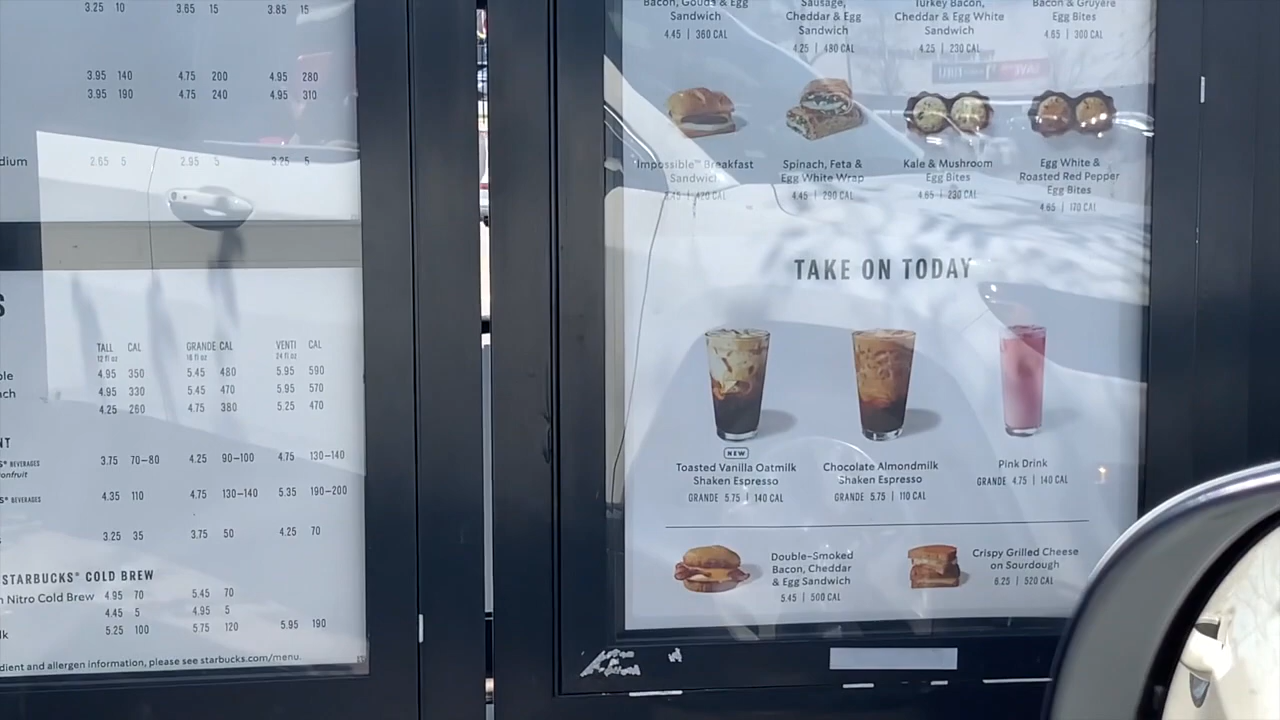 3.85 10 3.65 15 3.85 15
3.95 140 4.75 200 4.95 280
3.95 190 4.75 240 4.95 310
dium 2.65 5 2.95 5 3.25 5
S
TALL CAL GRANDE CAL VENTI CAL
12 fl oz 16 fl oz 24 fl oz
4.95 350 5.45 480 5.95 590
4.95 330 5.45 470 5.95 570
4.25 260 4.75 380 5.25 470
NT
S® BEVERAGES 3.75 70–80 4.25 90–100 4.75 130–140
onfruit
S® BEVERAGES 4.35 110 4.75 130–140 5.35 190–200
3.25 35 3.75 50 4.25 70
STARBUCKS® COLD BREW
Nitro Cold Brew 4.95 70 5.45 70
4.45 5 4.95 5
lk 5.25 100 5.75 120 5.95 190
dient and allergen information, please see starbucks.com/menu.
Bacon, Gouda & Egg
Sandwich
4.45 | 360 CAL
Sausage,
Cheddar & Egg
Sandwich
4.25 | 480 CAL
Turkey Bacon,
Cheddar & Egg White
Sandwich
4.25 | 230 CAL
Bacon & Gruyere
Egg Bites
4.65 | 300 CAL
Impossible™ Breakfast
Sandwich
420 CAL
Spinach, Feta &
Egg White Wrap
4.45 | 290 CAL
Kale & Mushroom
Egg Bites
4.65 | 230 CAL
Egg White &
Roasted Red Pepper
Egg Bites
4.65 | 170 CAL
TAKE ON TODAY
NEW
Toasted Vanilla Oatmilk
Shaken Espresso
GRANDE 5.75 | 140 CAL
Chocolate Almondmilk
Shaken Espresso
GRANDE 5.75 | 110 CAL
Pink Drink
GRANDE 4.75 | 140 CAL
Double-Smoked
Bacon, Cheddar
& Egg Sandwich
5.45 | 500 CAL
Crispy Grilled Cheese
on Sourdough
6.25 | 520 CAL